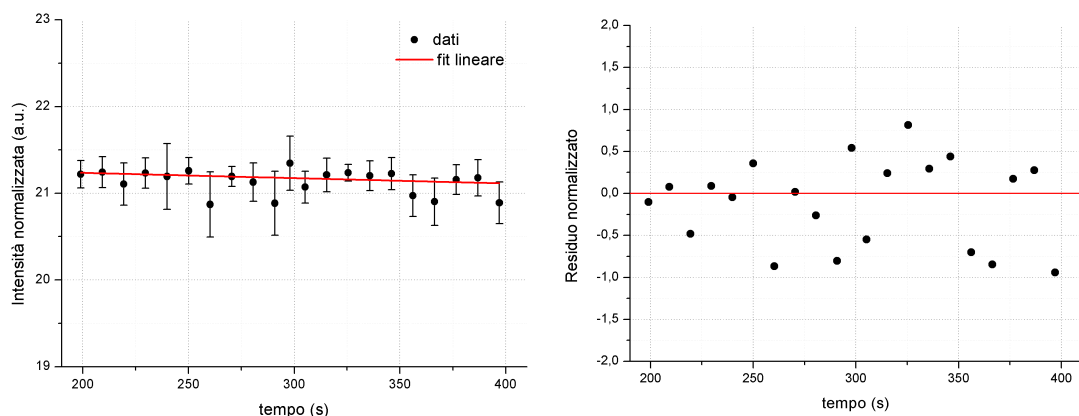 23
22
21
20
19
Intensità normalizzata (a.u.)
dati
fit lineare
200 250 300 350 400
tempo (s)
2,0
1,5
1,0
0,5
0,0
-0,5
-1,0
-1,5
-2,0
Residuo normalizzato
200 250 300 350 400
tempo (s)